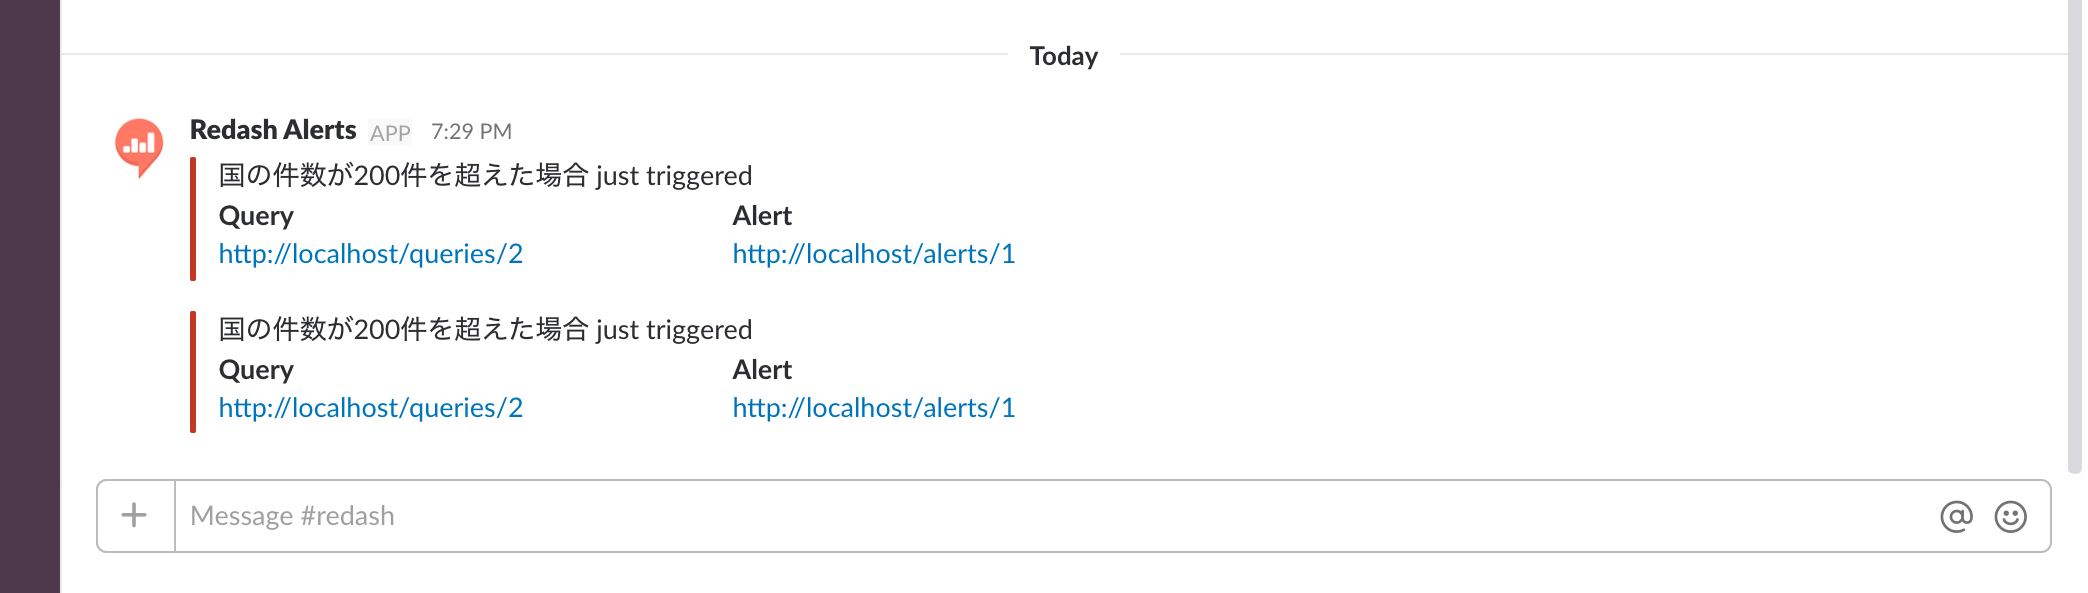 Today
Redash Alerts APP 7:29 PM
国の件数が200件を超えた場合 just triggered
Query Alert
http://localhost/queries/2 http://localhost/alerts/1
国の件数が200件を超えた場合 just triggered
Query Alert
http://localhost/queries/2 http://localhost/alerts/1
Message #redash